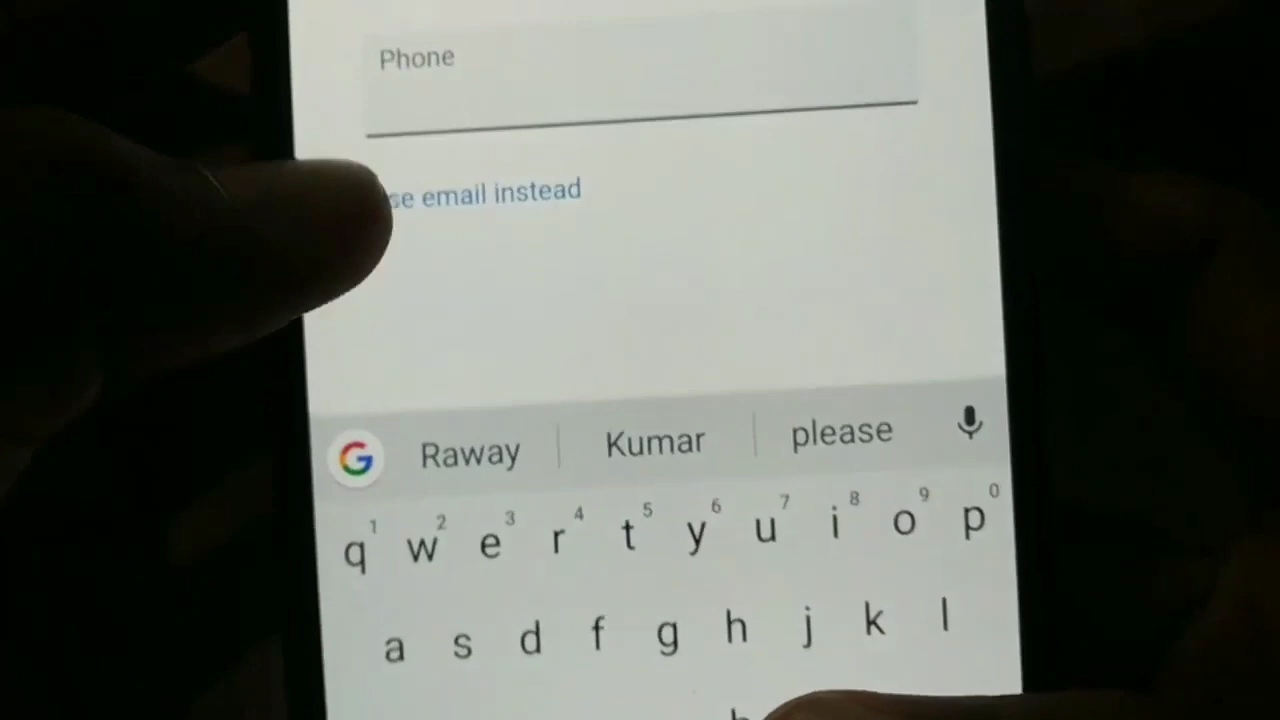 Phone
se email instead
Raway Kumar please
1 2 3 4 5 6 7 8 9 0
q w e r t y u i o p
a s d f g h j k l